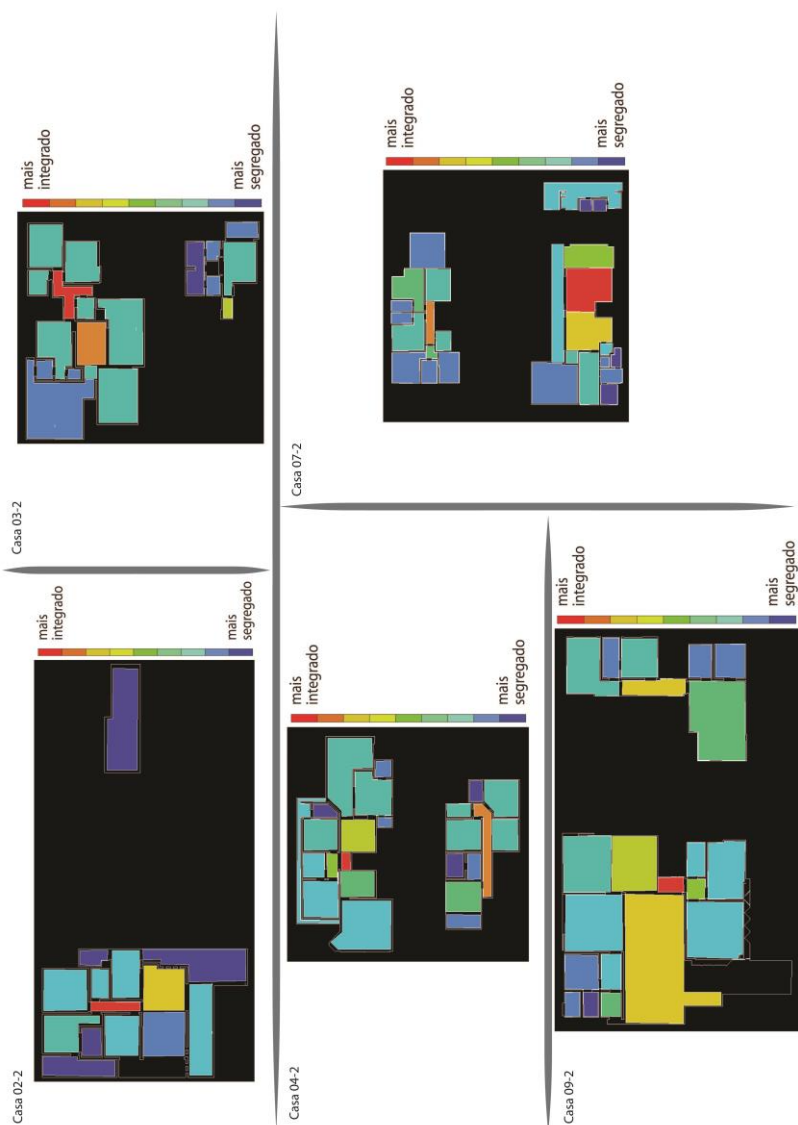 Casa 02-2
mais
integrado
mais
segregado
Casa 03-2
mais
integrado
mais
segregado
Casa 04-2
mais
integrado
mais
segregado
Casa 07-2
mais
integrado
mais
segregado
Casa 09-2
mais
integrado
mais
segregado